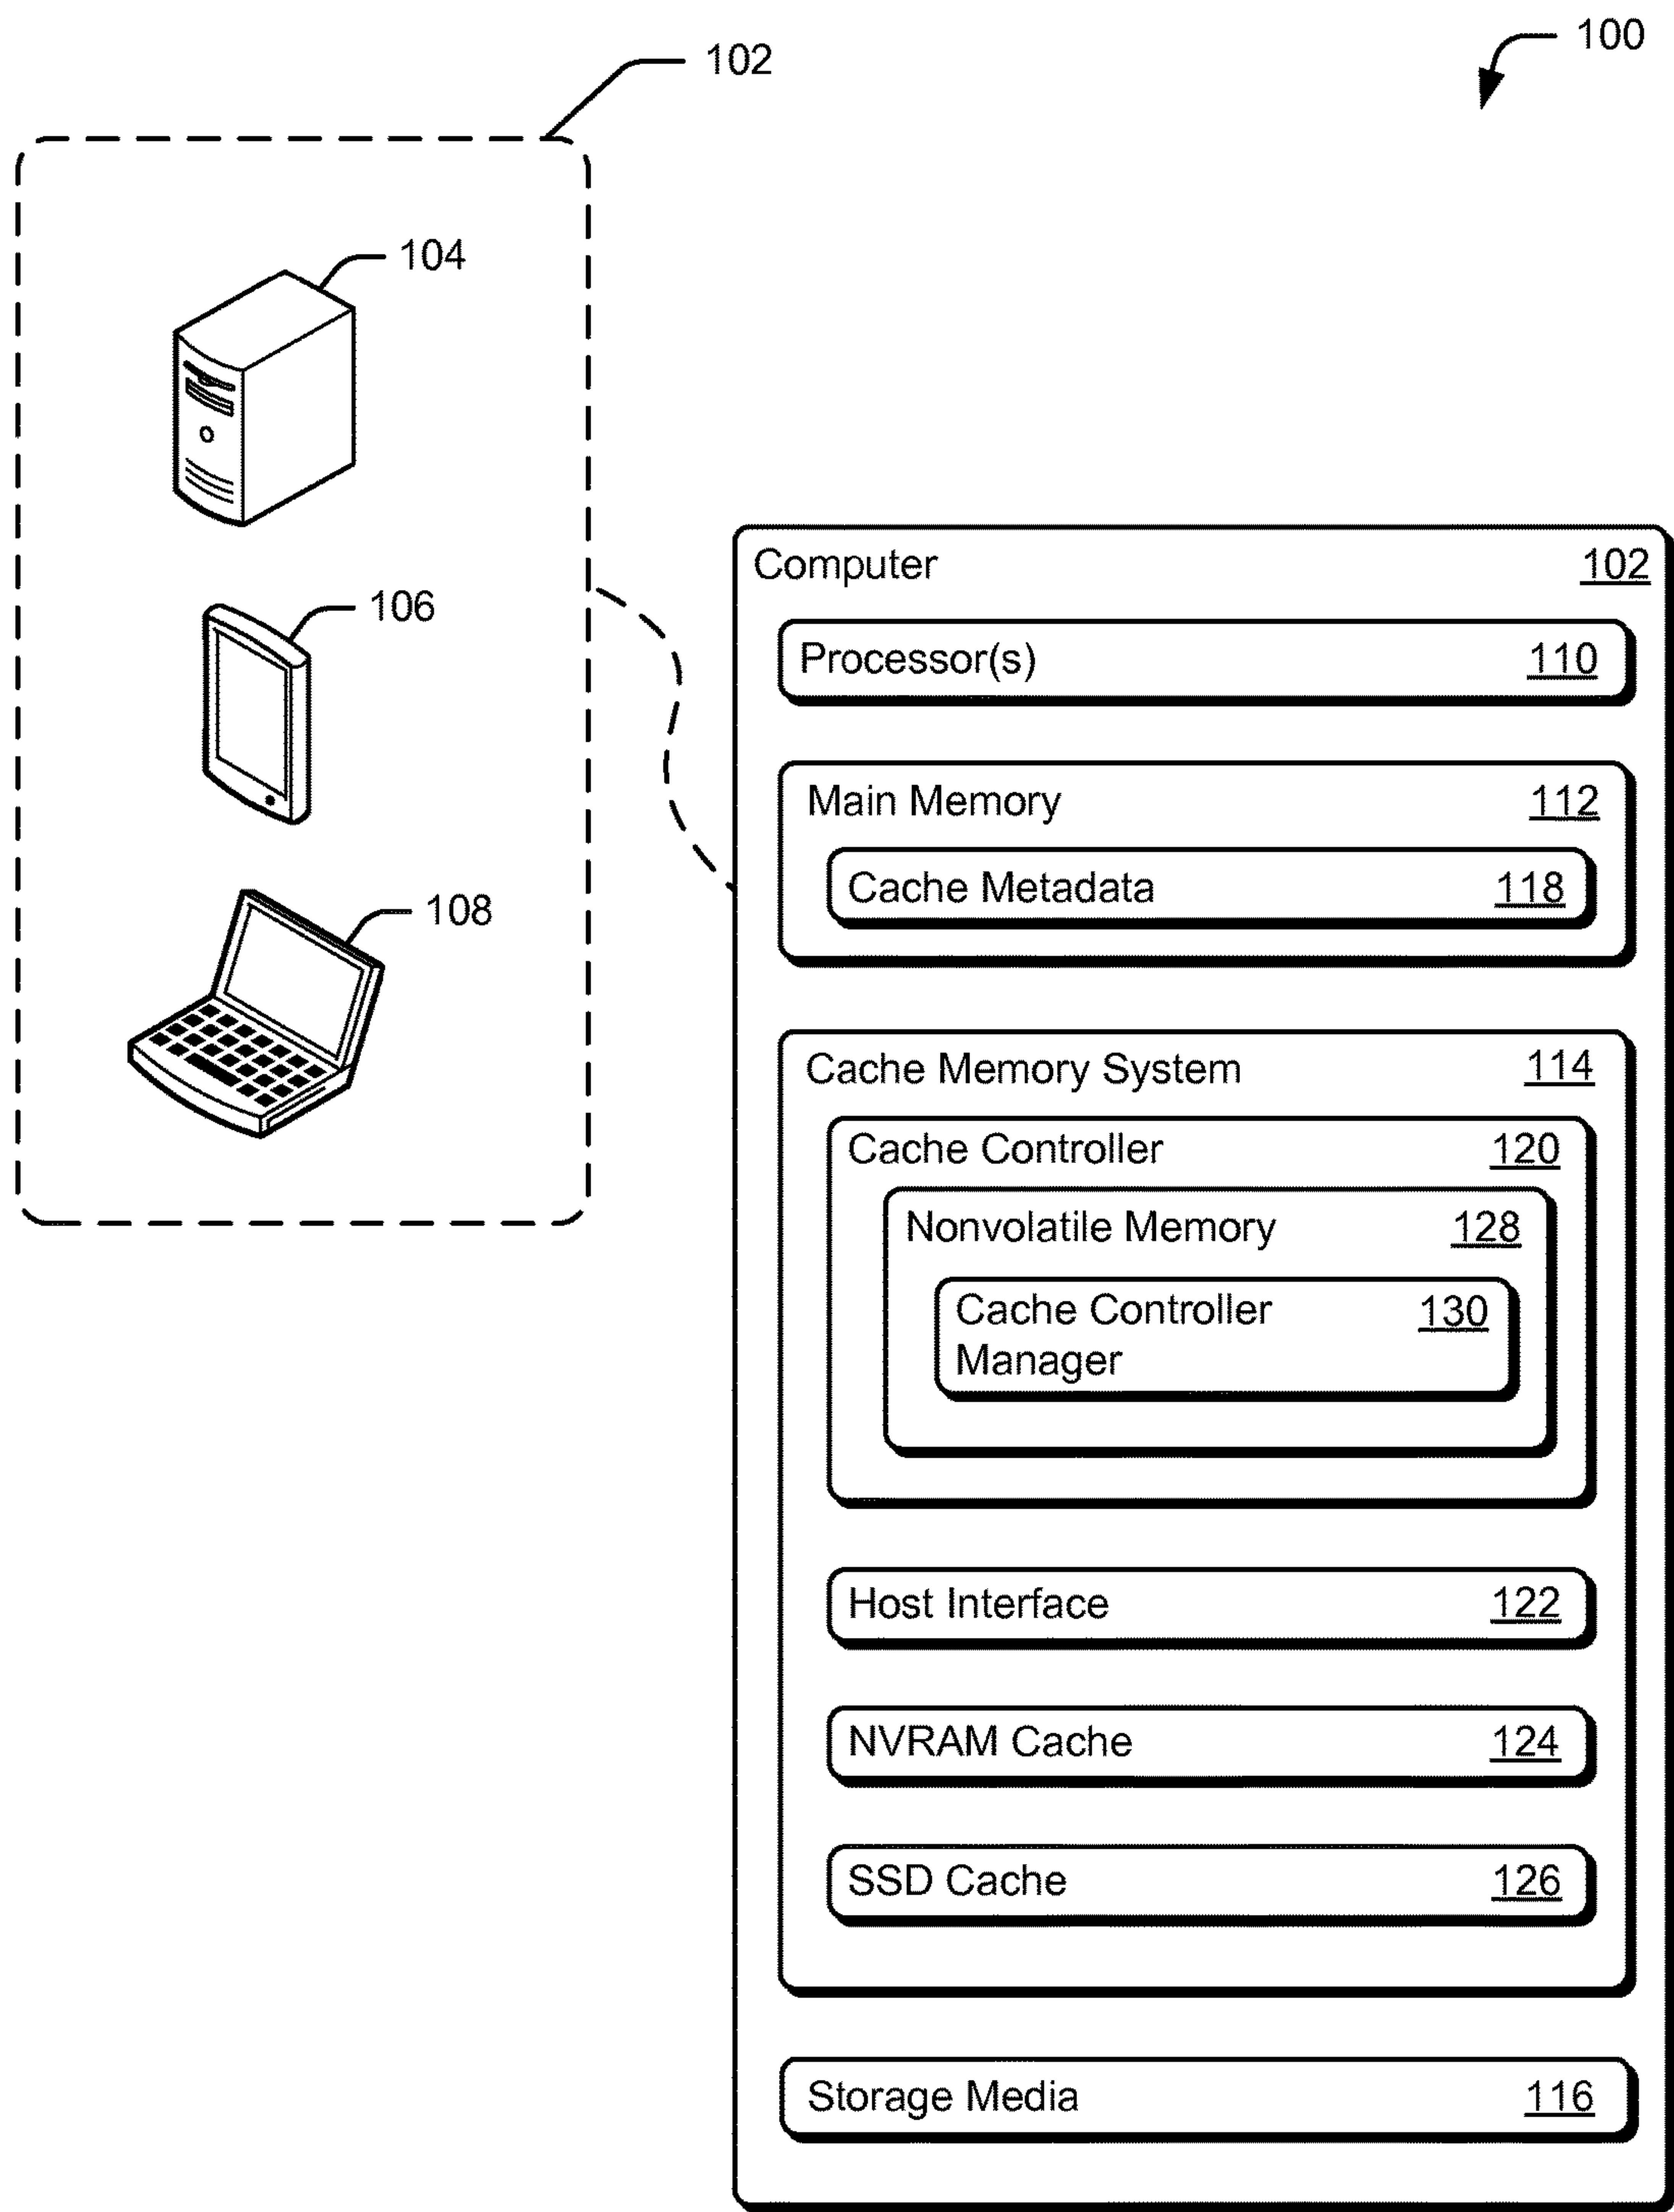 100
102
104
106
108
Computer 102
Processor(s) 110
Main Memory 112
Cache Metadata 118
Cache Memory System 114
Cache Controller 120
Nonvolatile Memory 128
Cache Controller 130
Manager
Host Interface 122
NVRAM Cache 124
SSD Cache 126
Storage Media 116